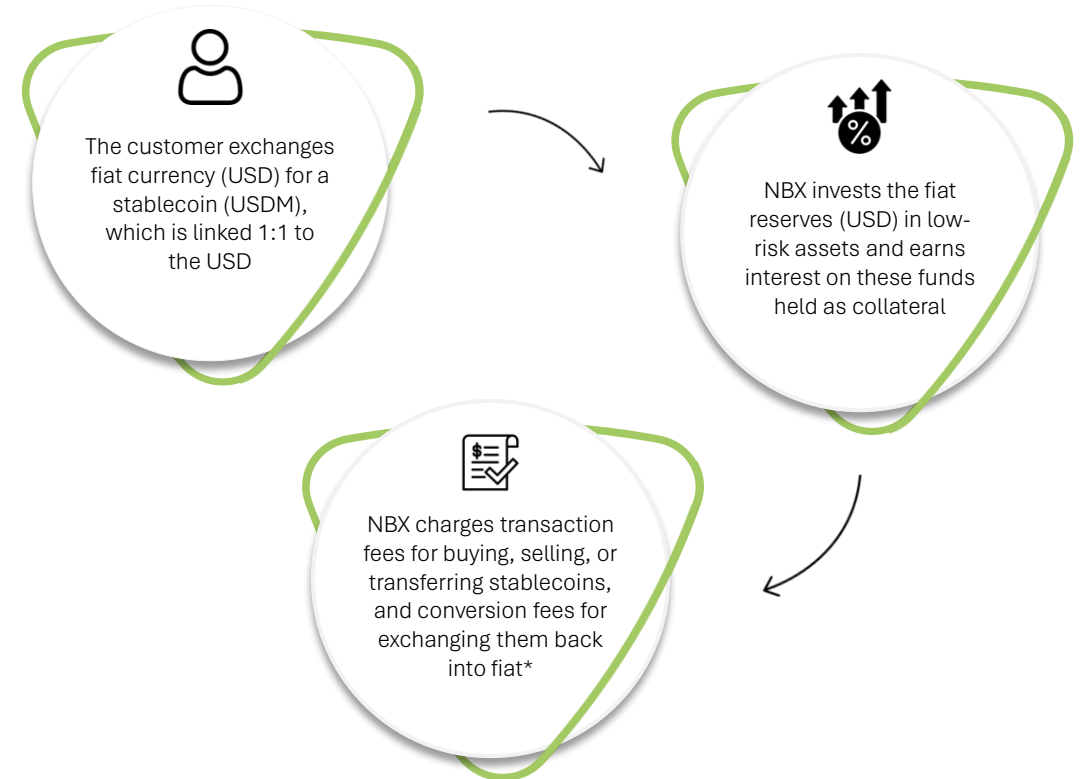 The customer exchanges
fiat currency (USD) for a
stablecoin (USDM),
which is linked 1:1 to
the USD
%
NBX invests the fiat
reserves (USD) in low-
risk assets and earns
interest on these funds
held as collateral
$
NBX charges transaction
fees for buying, selling, or
transferring stablecoins,
and conversion fees for
exchanging them back
into fiat*